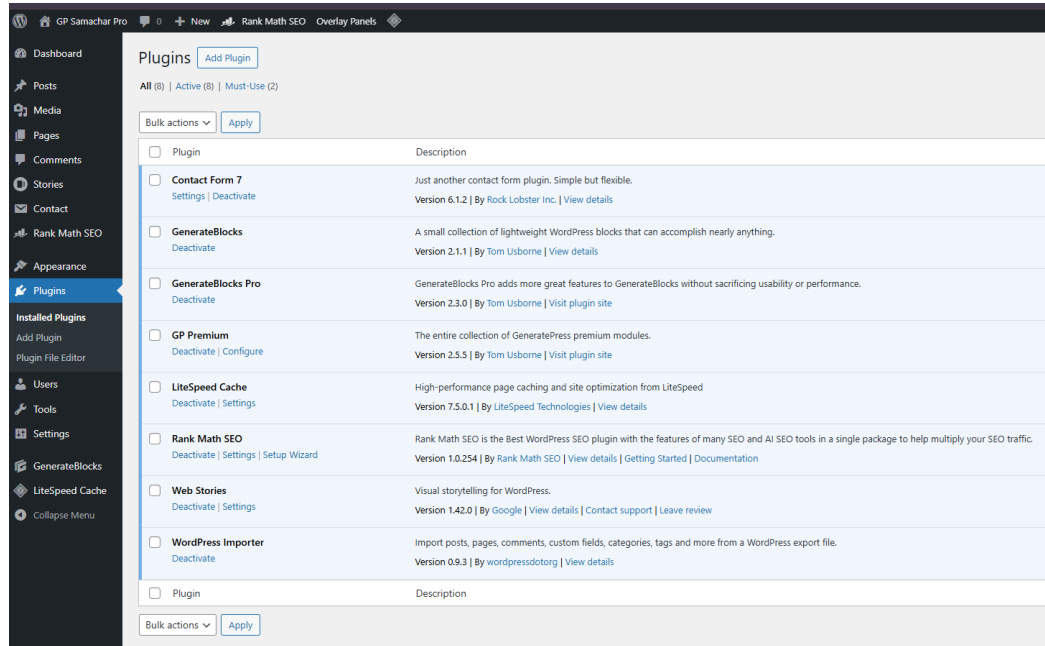 GP Samachar Pro 0 New Rank Math SEO Overlay Panels
Dashboard
Posts
Media
Pages
Comments
Stories
Contact
Rank Math SEO
Appearance
Plugins
Installed Plugins
Add Plugin
Plugin File Editor
Users
Tools
Settings
GenerateBlocks
LiteSpeed Cache
Collapse Menu
Plugins Add Plugin
All (8) | Active (8) | Must-Use (2)
Bulk actions Apply
Plugin Description
Contact Form 7 Just another contact form plugin. Simple but flexible.
Settings | Deactivate Version 6.1.2 | By Rock Lobster Inc. | View details
GenerateBlocks A small collection of lightweight WordPress blocks that can accomplish nearly anything.
Deactivate Version 2.1.1 | By Tom Usborne | View details
GenerateBlocks Pro GenerateBlocks Pro adds more great features to GenerateBlocks without sacrificing usability or performance.
Deactivate Version 2.3.0 | By Tom Usborne | Visit plugin site
GP Premium The entire collection of GeneratePress premium modules.
Deactivate | Configure Version 2.5.5 | By Tom Usborne | Visit plugin site
LiteSpeed Cache High-performance page caching and site optimization from LiteSpeed
Deactivate | Settings Version 7.5.0.1 | By LiteSpeed Technologies | View details
Rank Math SEO Rank Math SEO is the Best WordPress SEO plugin with the features of many SEO and AI SEO tools in a single package to help multiply your SEO traffic.
Deactivate | Settings | Setup Wizard Version 1.0.254 | By Rank Math SEO | View details | Getting Started | Documentation
Web Stories Visual storytelling for WordPress.
Deactivate | Settings Version 1.42.0 | By Google | View details | Contact support | Leave review
WordPress Importer Import posts, pages, comments, custom fields, categories, tags and more from a WordPress export file.
Deactivate Version 0.9.3 | By wordpressdotorg | View details
Plugin Description
Bulk actions Apply